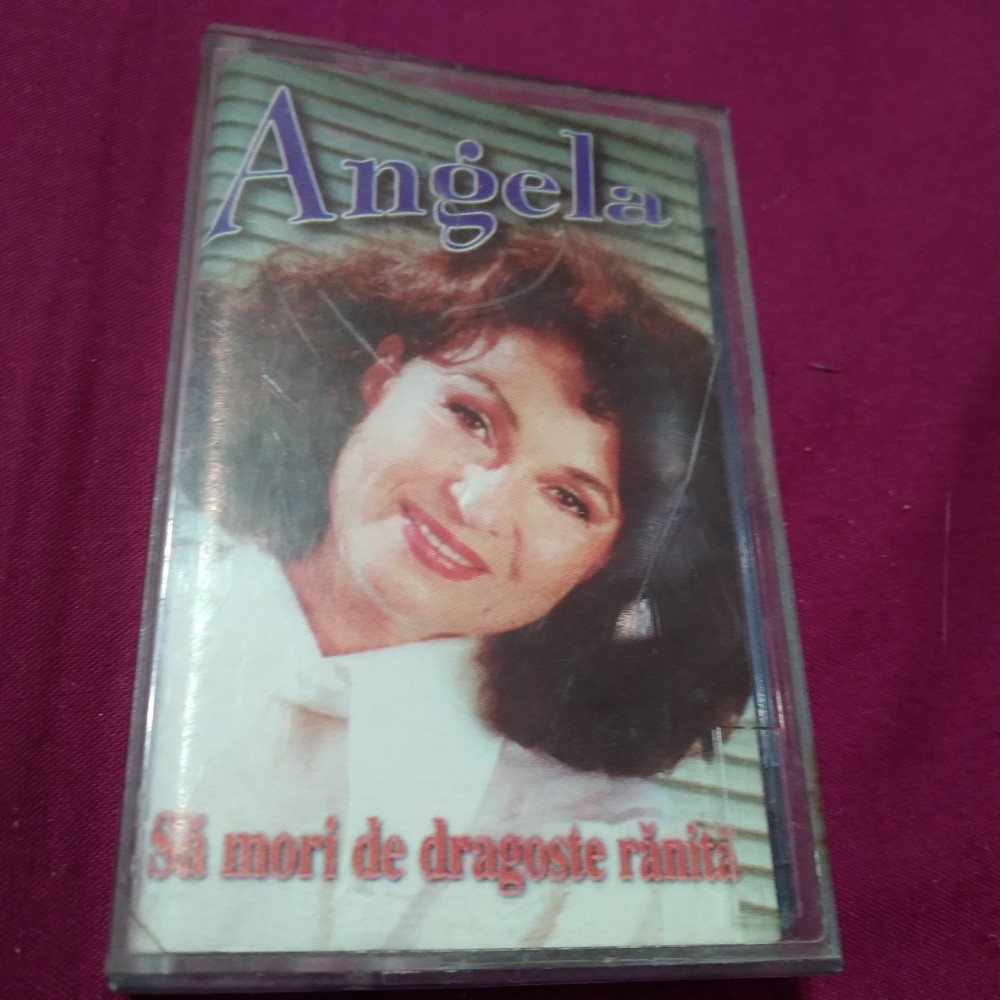 Angela
Să mori de dragoste rănită